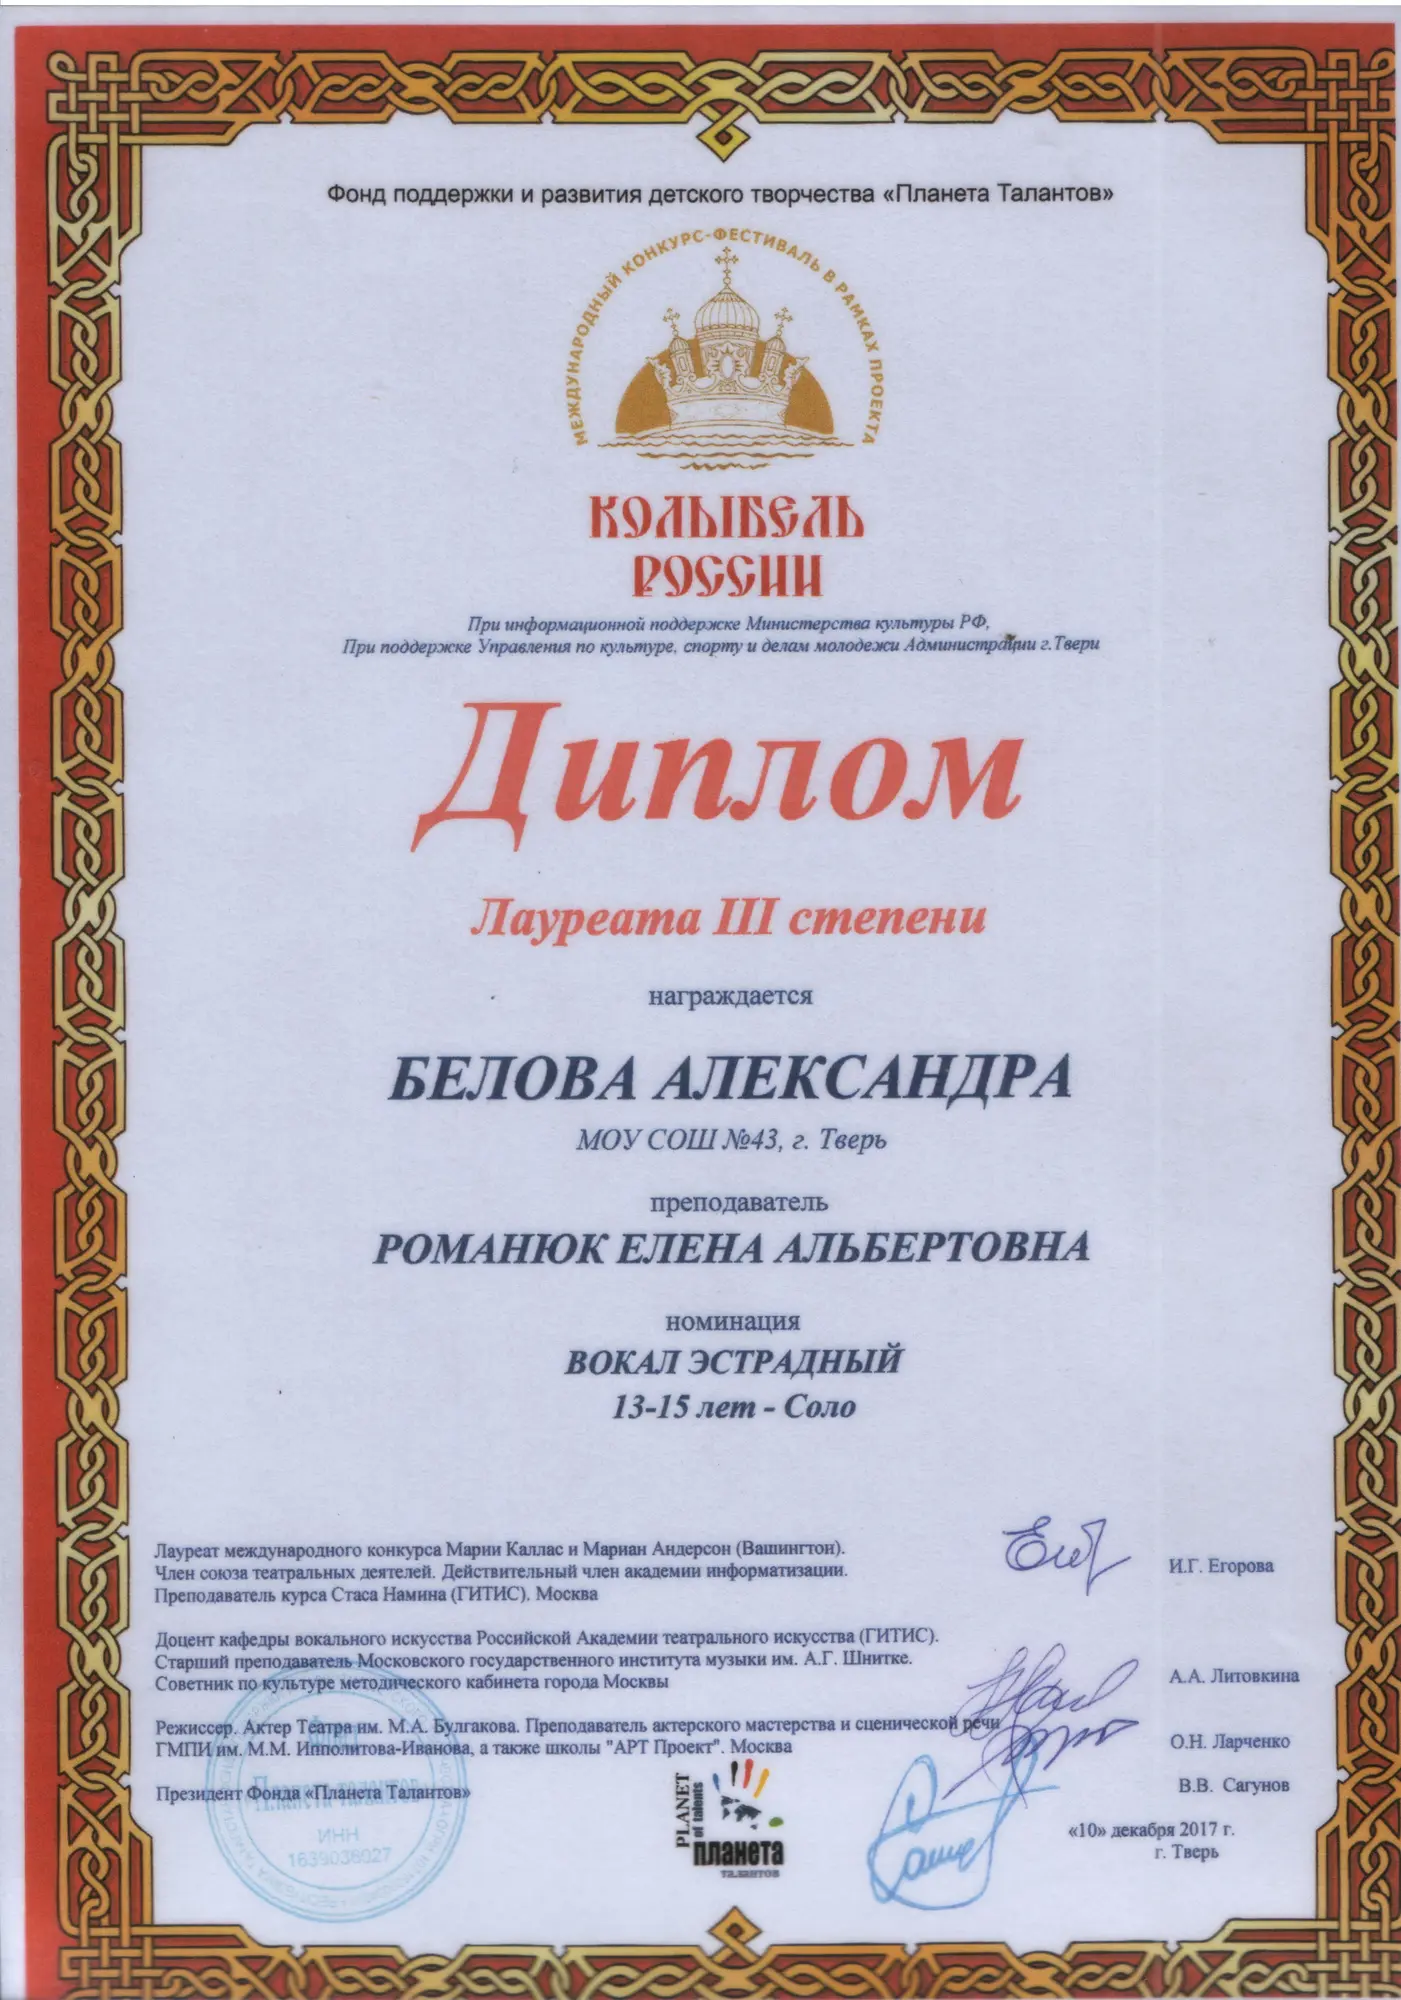 Фонд поддержки и развития детского творчества «Планета Талантов»
МЕЖДУНАРОДНЫЙ КОНКУРС-ФЕСТИВАЛЬ В РАМКАХ ПРОЕКТА
КОЛЫБЕЛЬ
РОССИИ
При информационной поддержке Министерства культуры РФ,
При поддержке Управления по культуре, спорту и делам молодежи Администрации г.Твери
Диплом
Лауреата III степени
награждается
БЕЛОВА АЛЕКСАНДРА
МОУ СОШ №43, г. Тверь
преподаватель
РОМАНЮК ЕЛЕНА АЛЬБЕРТОВНА
номинация
ВОКАЛ ЭСТРАДНЫЙ
13-15 лет - Соло
Лауреат международного конкурса Марии Каллас и Мариан Андерсон (Вашингтон).
Член союза театральных деятелей. Действительный член академии информатизации.
Преподаватель курса Стаса Намина (ГИТИС). Москва
И.Г. Егорова
Доцент кафедры вокального искусства Российской Академии театрального искусства (ГИТИС).
Старший преподаватель Московского государственного института музыки им. А.Г. Шнитке.
Советник по культуре методического кабинета города Москвы
А.А. Литовкина
Режиссер. Актер Театра им. М.А. Булгакова. Преподаватель актерского мастерства и сценической речи
ГМПИ им. М.М. Ипполитова-Иванова, а также школы "АРТ Проект". Москва
О.Н. Ларченко
Президент Фонда «Планета Талантов»
В.В. Сагунов
Фонд
Планета талантов
ИНН
PLANET
of talents
планета
талантов
«10» декабря 2017 г.
г. Тверь